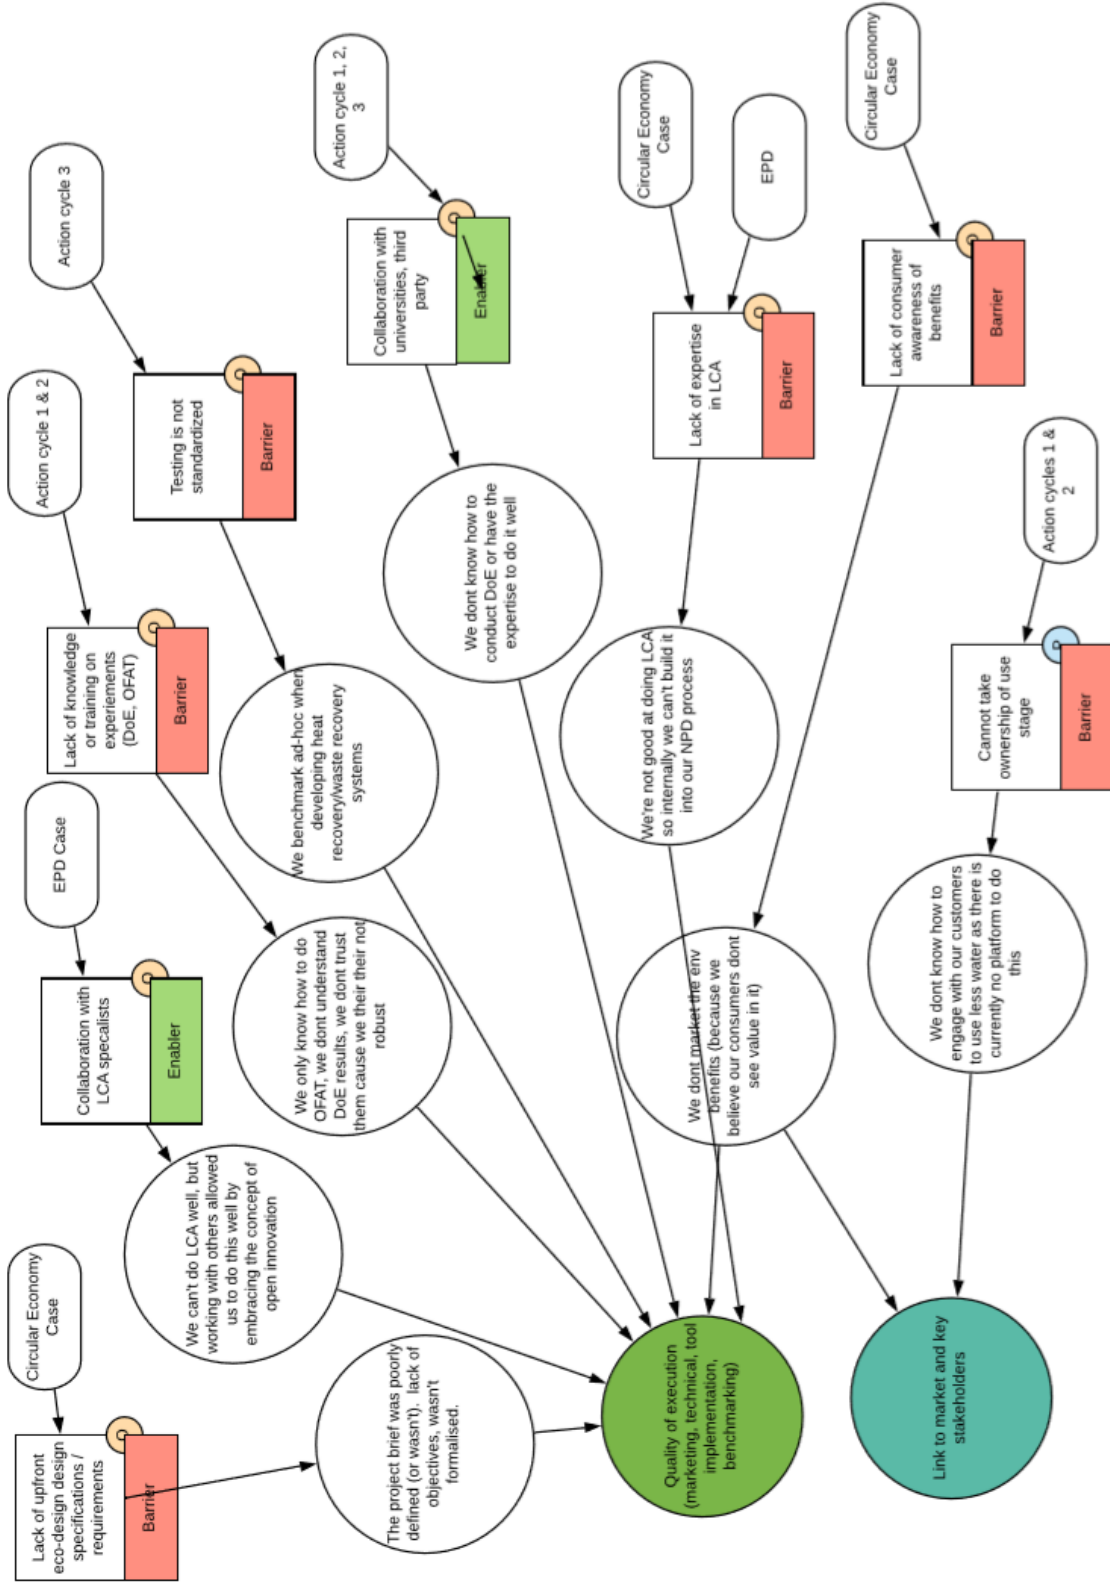 Circular Economy
Case
Lack of upfront
eco-design design
specifications /
requirements
O
Barrier
The project brief was poorly
defined (or wasn't). lack of
objectives, wasn't
formalised.
EPD Case
Collaboration with
LCA specalists
O
Enabler
We can't do LCA well, but
working with others allowed
us to do this well by
embracing the concept of
open innovation
Action cycle 1 & 2
Lack of knowledge
or training on
experiements
(DoE, OFAT)
O
Barrier
We only know how to do
OFAT, we dont understand
DoE results, we dont trust
them cause we their their not
robust
Action cycle 3
Testing is not
standardized
O
Barrier
We benchmark ad-hoc when
developing heat
recovery/waste recovery
systems
Action cycle 1, 2,
3
Collaboration with
universities, third
party
O
Enabler
We dont know how to
conduct DoE or have the
expertise to do it well
Circular Economy
Case
EPD
Lack of expertise
in LCA
O
Barrier
We're not good at doing LCA
so internally we can't build it
into our NPD process
Circular Economy
Case
Lack of consumer
awareness of
benefits
O
Barrier
We dont market the env
benefits (because we
believe our consumers dont
see value in it)
Action cycles 1 &
2
Cannot take
ownership of use
stage
D
Barrier
We dont know how to
engage with our customers
to use less water as there is
currently no platform to do
this
Quality of execution
(marketing, technical, tool
implementation,
benchmarking)
Link to market and key
stakeholders